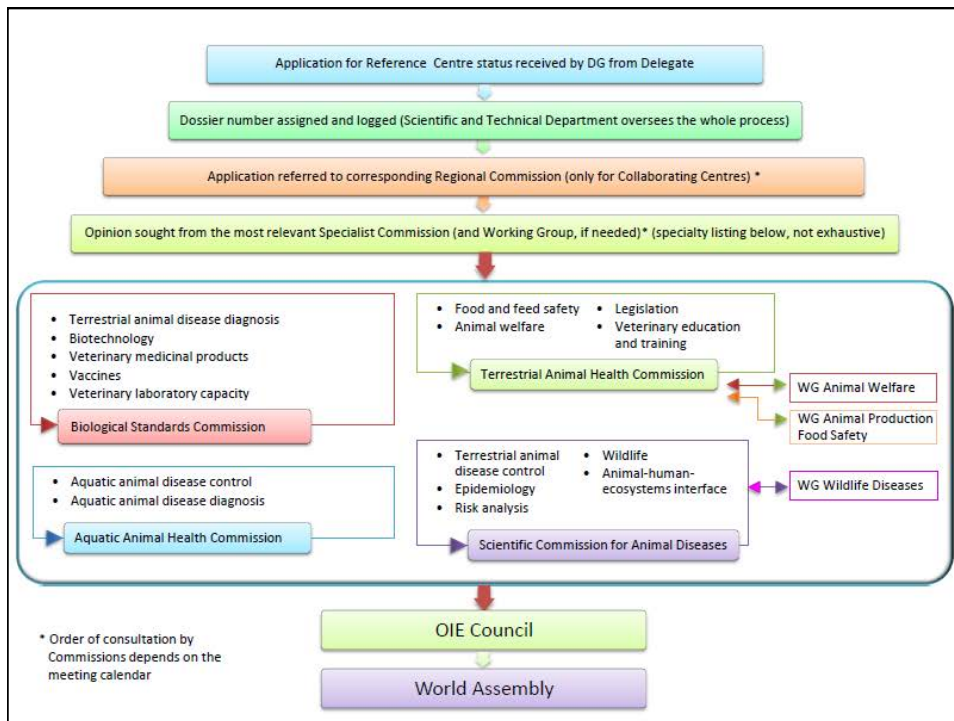 Application for Reference Centre status received by DG from Delegate
Dossier number assigned and logged (Scientific and Technical Department oversees the whole process)
Application referred to corresponding Regional Commission (only for Collaborating Centres) *
Opinion sought from the most relevant Specialist Commission (and Working Group, if needed)* (specialty listing below, not exhaustive)
• Terrestrial animal disease diagnosis
• Biotechnology
• Veterinary medicinal products
• Vaccines
• Veterinary laboratory capacity
Biological Standards Commission
• Food and feed safety
• Animal welfare
• Legislation
• Veterinary education
and training
Terrestrial Animal Health Commission
WG Animal Welfare
WG Animal Production
Food Safety
• Aquatic animal disease control
• Aquatic animal disease diagnosis
Aquatic Animal Health Commission
• Terrestrial animal
disease control
• Epidemiology
• Risk analysis
• Wildlife
• Animal-human-
ecosystems interface
Scientific Commission for Animal Diseases
WG Wildlife Diseases
* Order of consultation by
Commissions depends on the
meeting calendar
OIE Council
World Assembly